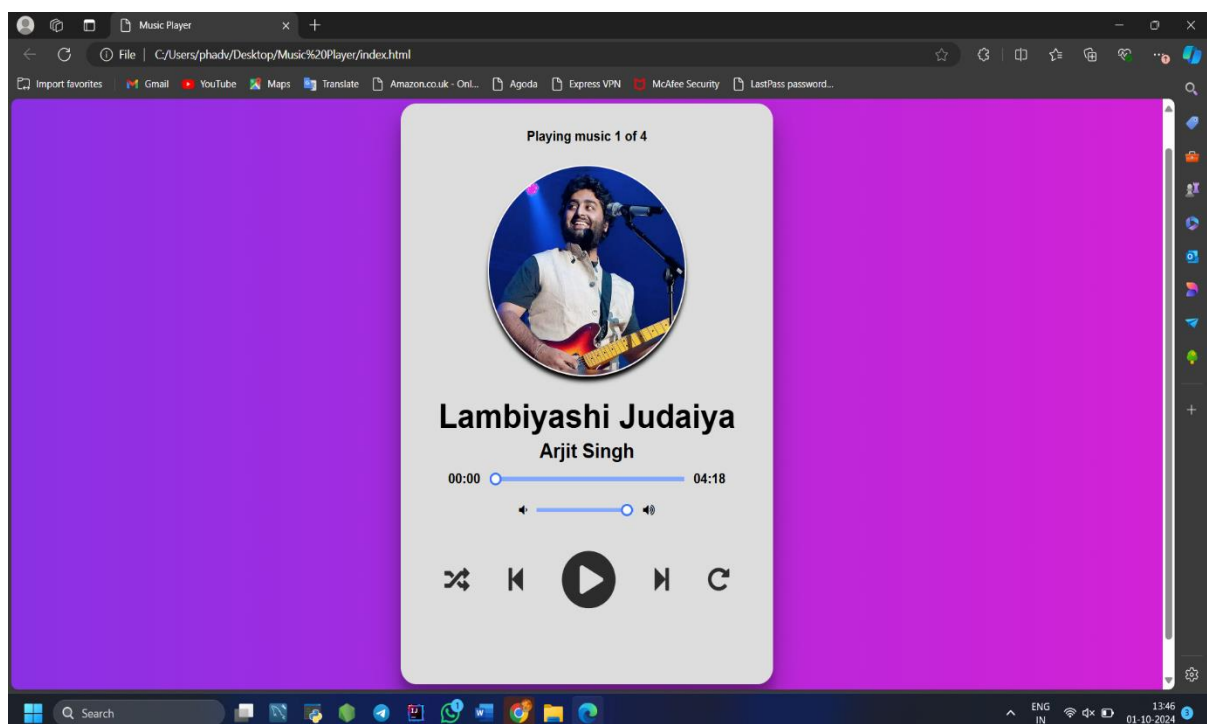 Music Player
File | C:/Users/phadv/Desktop/Music%20Player/index.html
Import favorites Gmail YouTube Maps Translate Amazon.co.uk - Onl... Agoda Express VPN McAfee Security LastPass password...
Playing music 1 of 4
Lambiyashi Judaiya
Arjit Singh
00:00 04:18
Search
ENG
IN
13:46
01-10-2024
3